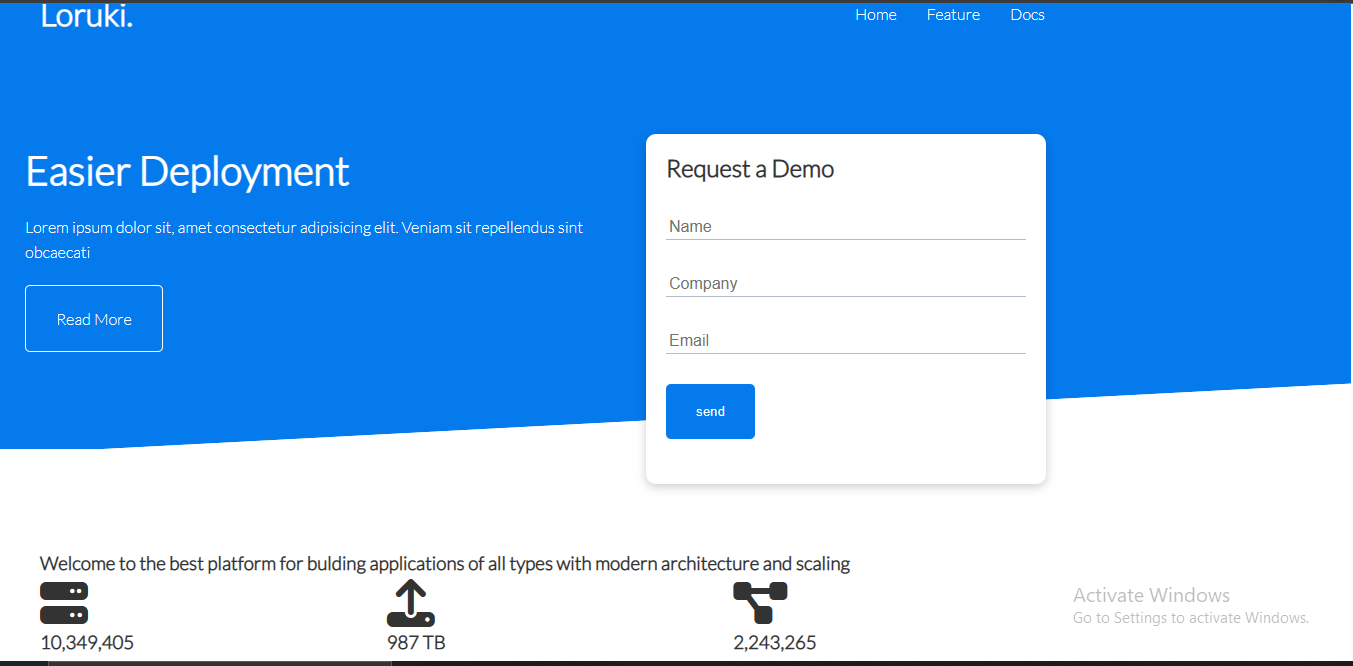 Loruki.
Home Feature Docs
Easier Deployment
Lorem ipsum dolor sit, amet consectetur adipisicing elit. Veniam sit repellendus sint
obcaecati
Read More
Request a Demo
Name
Company
Email
send
Welcome to the best platform for bulding applications of all types with modern architecture and scaling
10,349,405
987 TB
2,243,265
Activate Windows
Go to Settings to activate Windows.